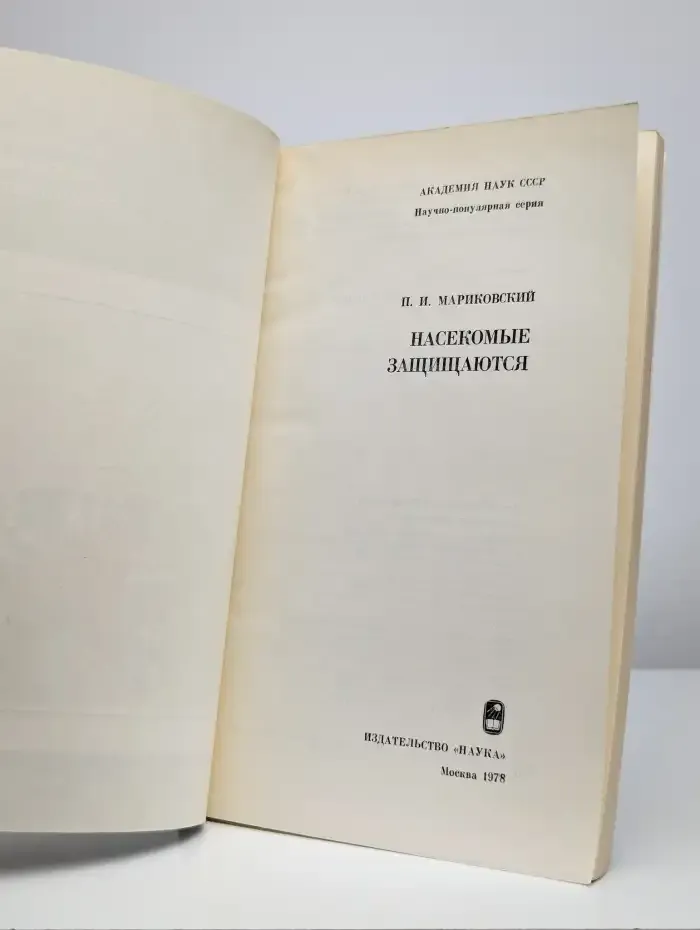 АКАДЕМИЯ НАУК СССР
Научно-популярная серия
П. И. МАРИКОВСКИЙ
НАСЕКОМЫЕ
ЗАЩИЩАЮТСЯ
ИЗДАТЕЛЬСТВО «НАУКА»
Москва 1978